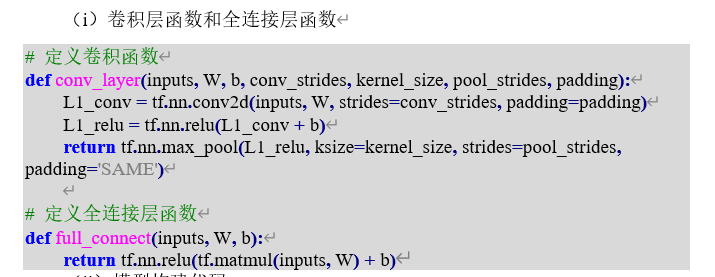 （i）卷积层函数和全连接层函数
# 定义卷积函数
def conv_layer(inputs, W, b, conv_strides, kernel_size, pool_strides, padding):
L1_conv = tf.nn.conv2d(inputs, W, strides=conv_strides, padding=padding)
L1_relu = tf.nn.relu(L1_conv + b)
return tf.nn.max_pool(L1_relu, ksize=kernel_size, strides=pool_strides,
padding='SAME')
# 定义全连接层函数
def full_connect(inputs, W, b):
return tf.nn.relu(tf.matmul(inputs, W) + b)